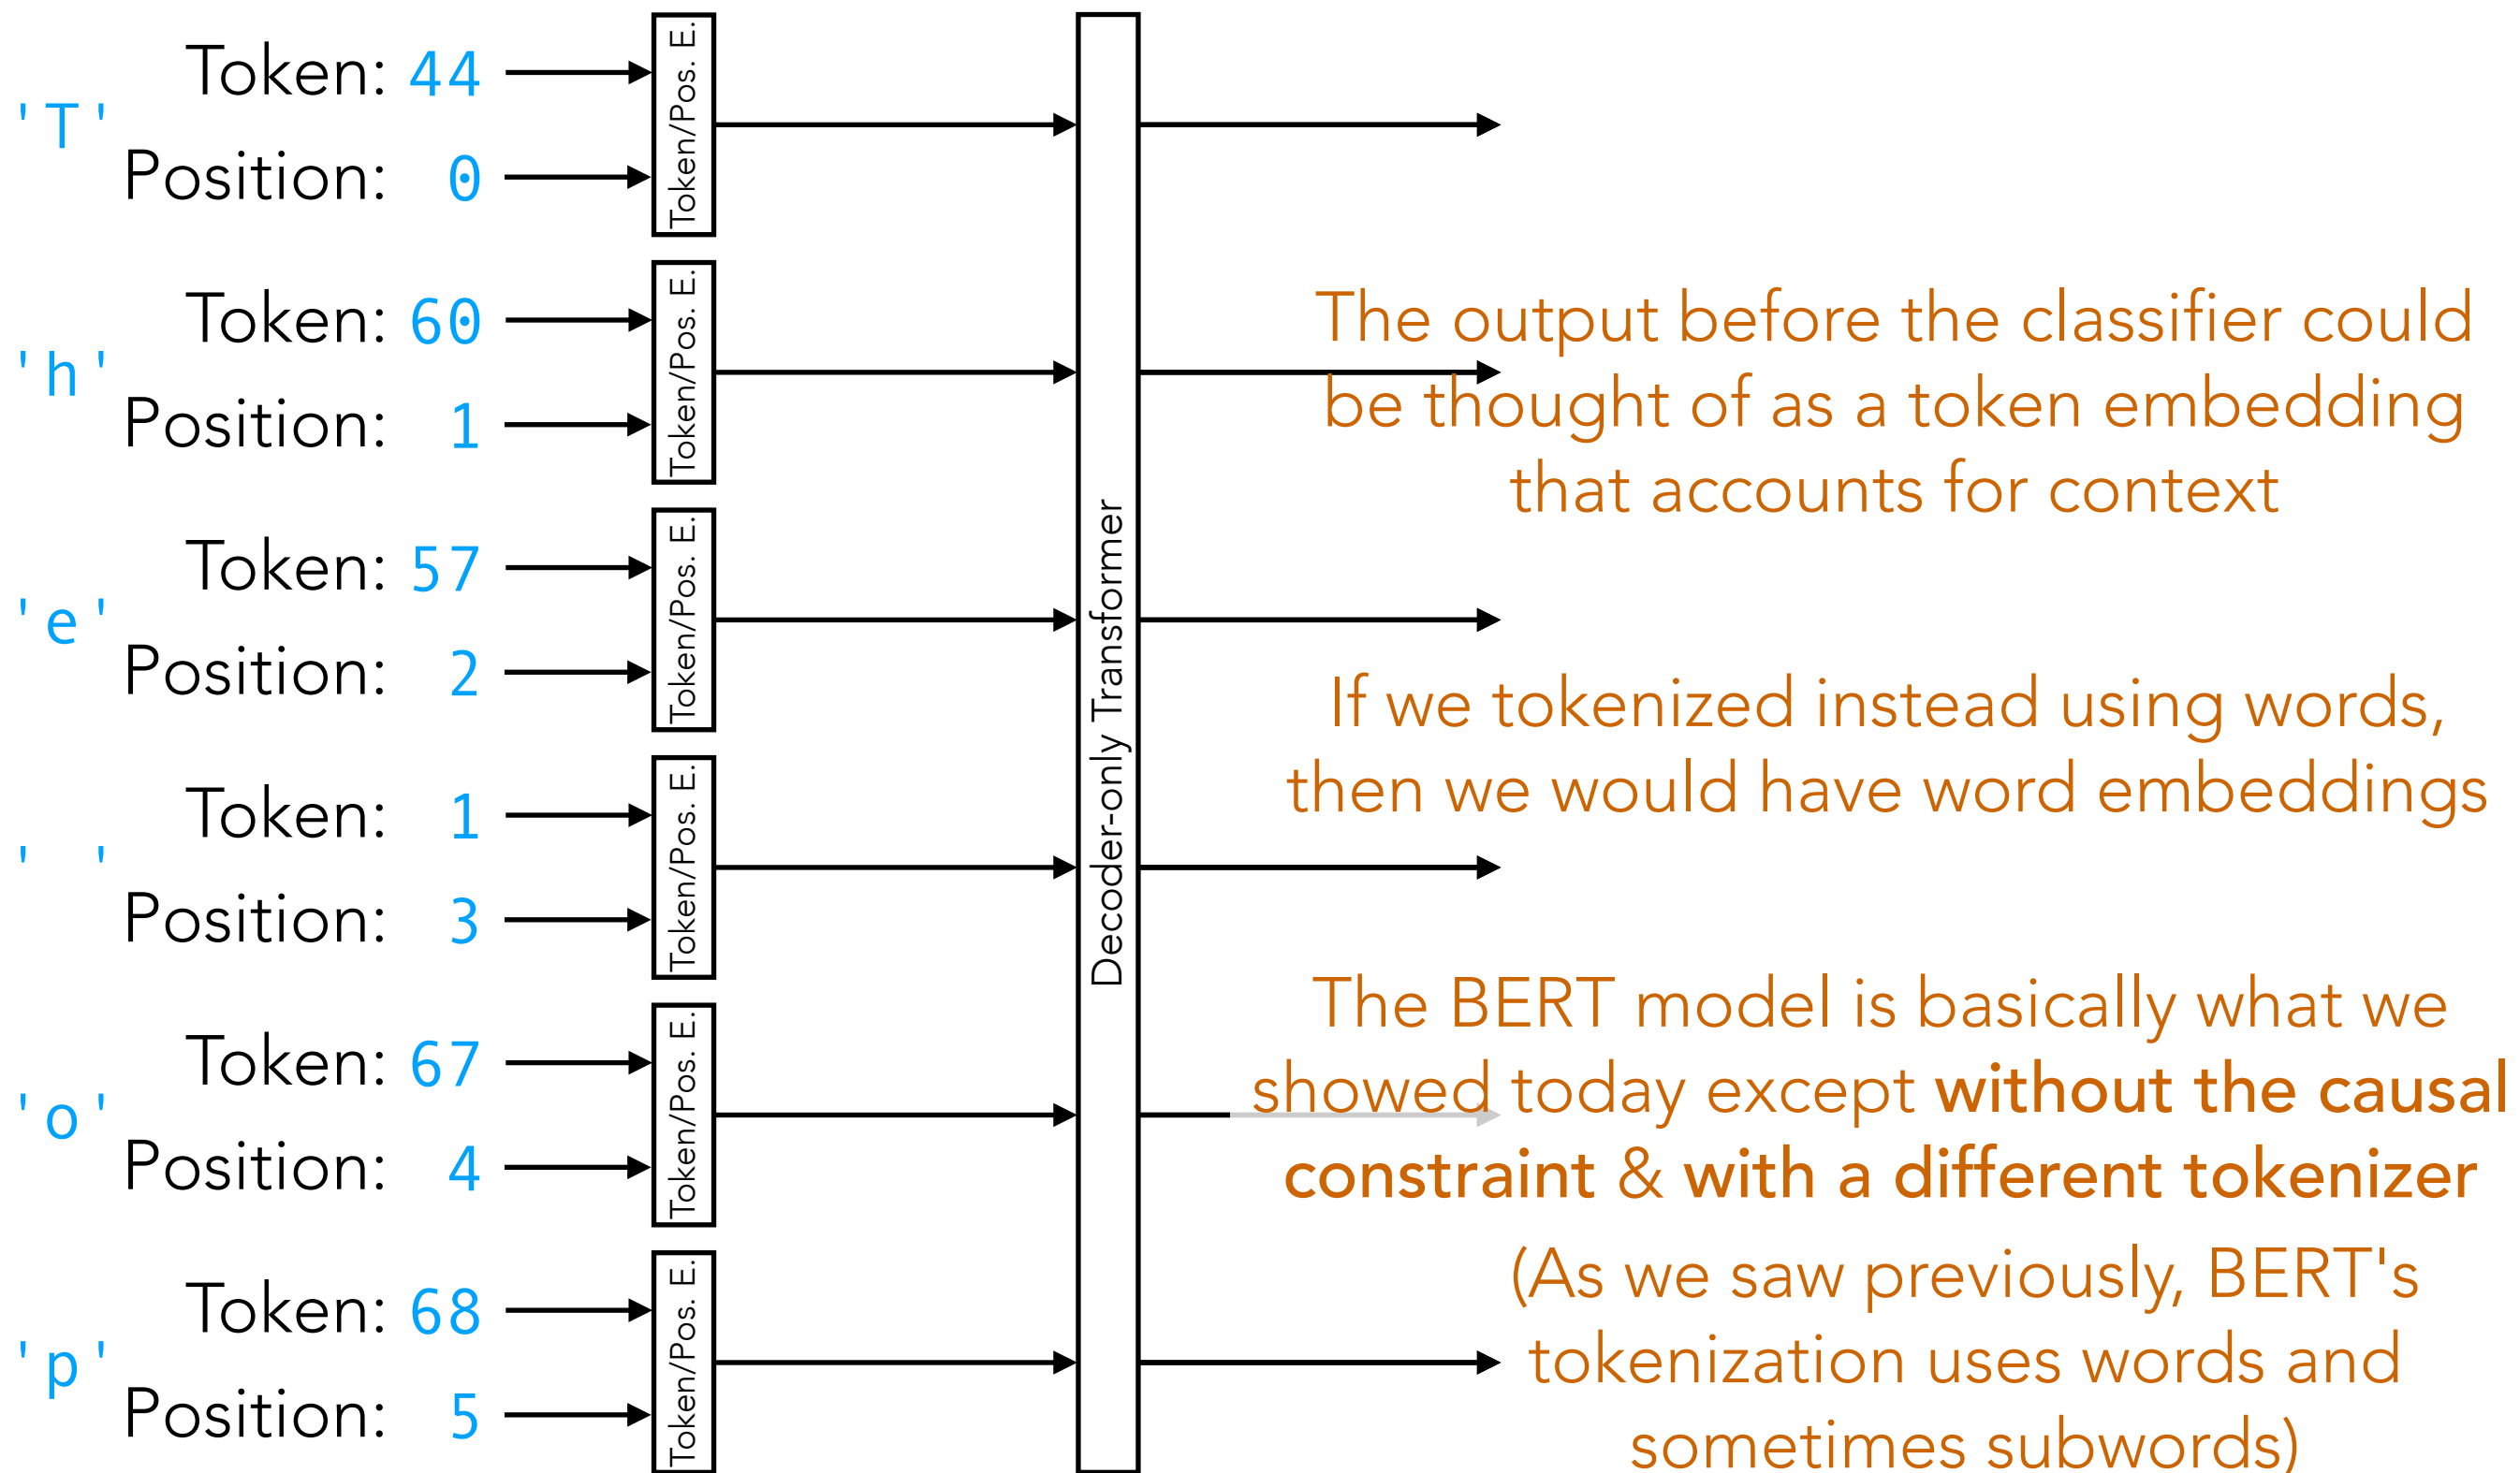 Token: 44
'T'
Position: 0
Token/Pos. E.
Token: 60
'h'
Position: 1
Token/Pos. E.
Token: 57
'e'
Position: 2
Token/Pos. E.
Token: 1
' '
Position: 3
Token/Pos. E.
Token: 67
'o'
Position: 4
Token/Pos. E.
Token: 68
'p'
Position: 5
Token/Pos. E.
Decoder-only Transformer
The output before the classifier could
be thought of as a token embedding
that accounts for context
If we tokenized instead using words,
then we would have word embeddings
The BERT model is basically what we
showed today except without the causal
constraint & with a different tokenizer
(As we saw previously, BERT's
tokenization uses words and
sometimes subwords)